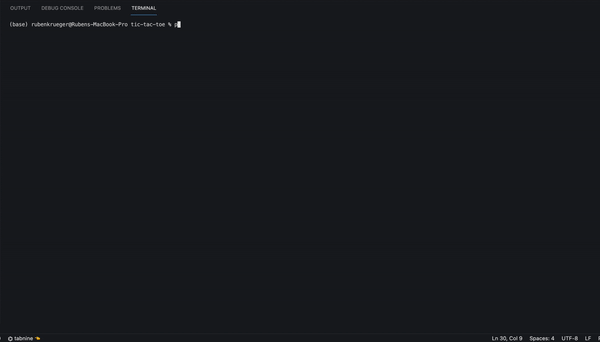 OUTPUT DEBUG CONSOLE PROBLEMS TERMINAL
(base) rubenkrueger@Rubens-MacBook-Pro tic-tac-toe % p
tabnine Ln 30, Col 9 Spaces: 4 UTF-8 LF